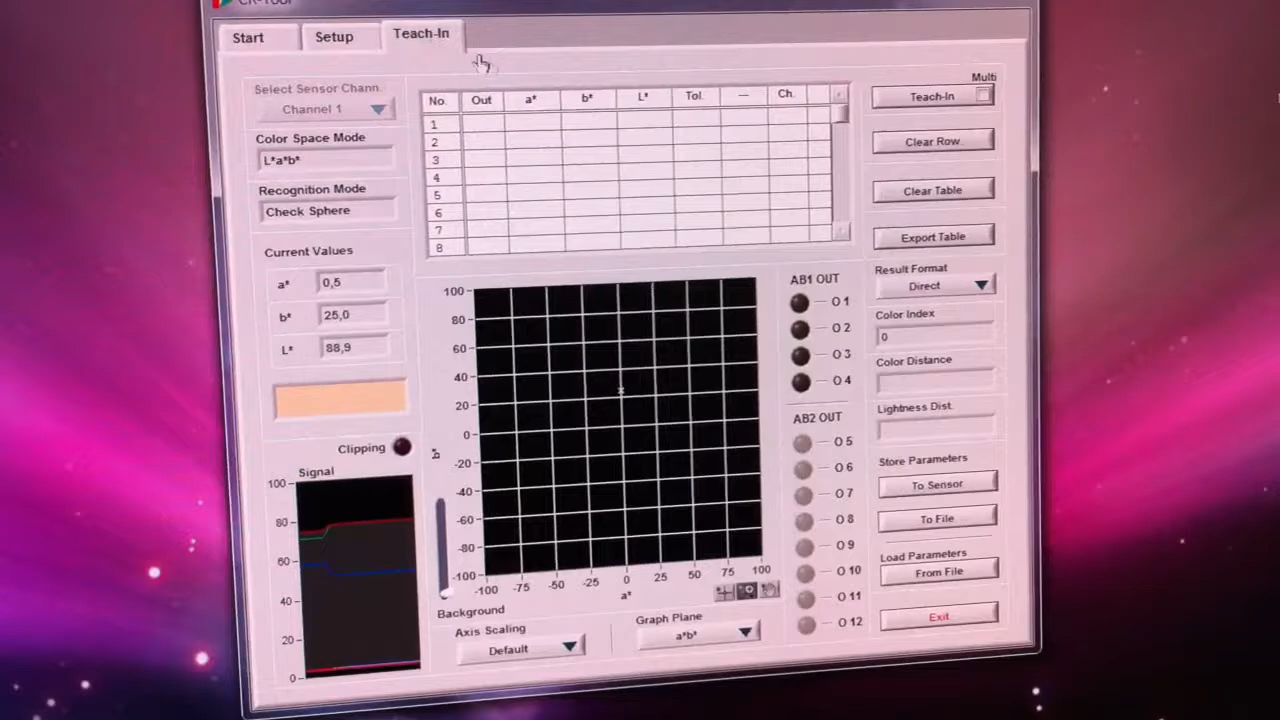 Start
Setup
Teach-In
Select Sensor Chann.
Channel 1
Color Space Mode
L*a*b*
Recognition Mode
Check Sphere
Current Values
a* 0,5
b* 25,0
L* 88,9
Clipping
Signal
100
80
60
40
20
0
No. Out a* b* L* Tol. — Ch.
1
2
3
4
5
6
7
8
100
80
60
40
20
0
-20
-40
-60
-80
-100
b*
-100 -75 -50 -25 0 25 50 75 100
a*
Background
Axis Scaling
Default
Graph Plane
a*b*
AB1 OUT
O 1
O 2
O 3
O 4
AB2 OUT
O 5
O 6
O 7
O 8
O 9
O 10
O 11
O 12
Multi
Teach-In
Clear Row
Clear Table
Export Table
Result Format
Direct
Color Index
0
Color Distance
Lightness Dist.
Store Parameters
To Sensor
To File
Load Parameters
From File
Exit